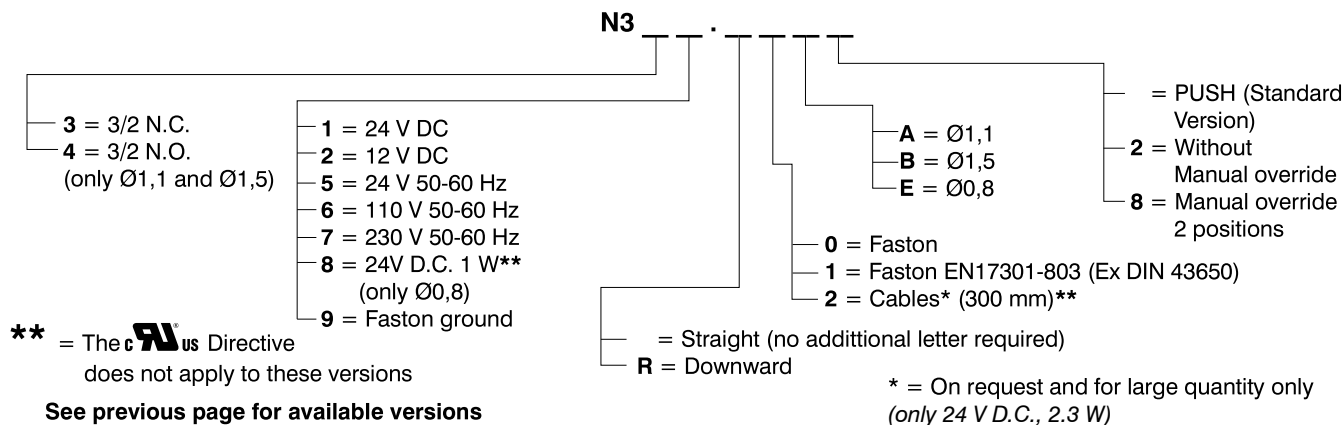 N3 _ _ . _ _ _ _
3 = 3/2 N.C.
4 = 3/2 N.O.
(only Ø1,1 and Ø1,5)
1 = 24 V DC
2 = 12 V DC
5 = 24 V 50-60 Hz
6 = 110 V 50-60 Hz
7 = 230 V 50-60 Hz
8 = 24V D.C. 1 W**
(only Ø0,8)
9 = Faston ground
= Straight (no addittional letter required)
R = Downward
0 = Faston
1 = Faston EN17301-803 (Ex DIN 43650)
2 = Cables* (300 mm)**
A = Ø1,1
B = Ø1,5
E = Ø0,8
= PUSH (Standard
Version)
2 = Without
Manual override
8 = Manual override
2 positions
** = The c RU® us Directive
does not apply to these versions
See previous page for available versions
* = On request and for large quantity only
(only 24 V D.C., 2.3 W)